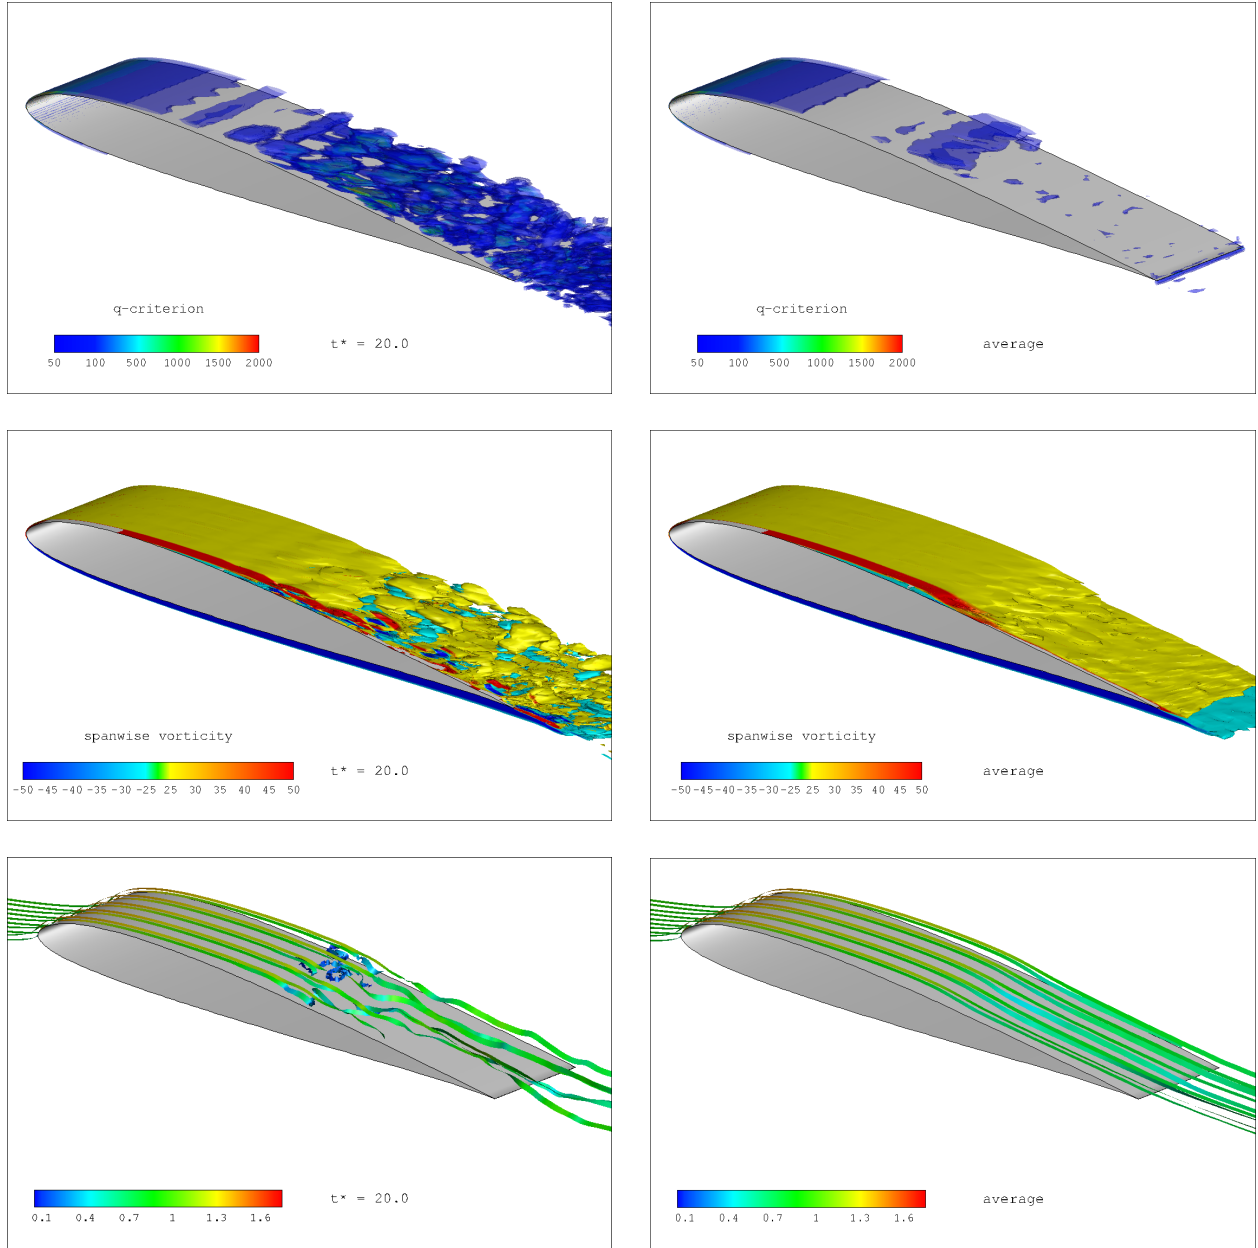 q-criterion
t* = 20.0
50 100 500 1000 1500 2000
q-criterion
average
50 100 500 1000 1500 2000
spanwise vorticity
t* = 20.0
-50 -45 -40 -35 -30 -25 25 30 35 40 45 50
spanwise vorticity
average
-50 -45 -40 -35 -30 -25 25 30 35 40 45 50
t* = 20.0
0.1 0.4 0.7 1 1.3 1.6
average
0.1 0.4 0.7 1 1.3 1.6